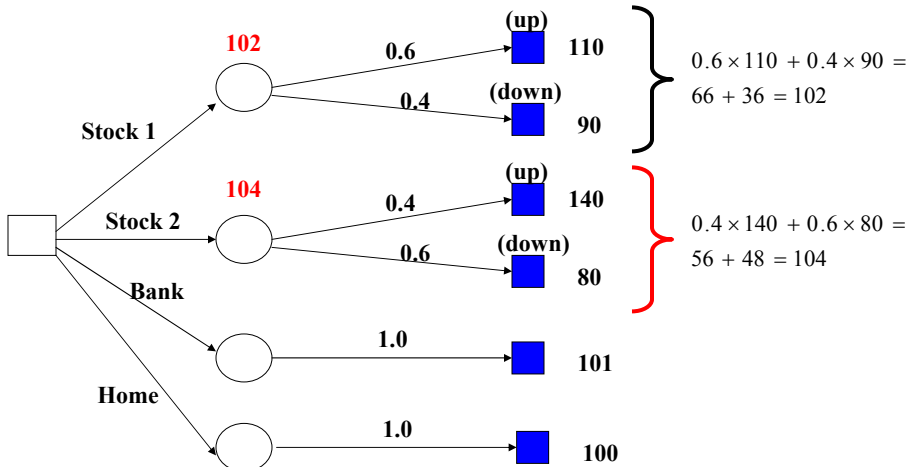 (up)
102
0.6
110
0.6 × 110 + 0.4 × 90 =
66 + 36 = 102
(down)
0.4
90
Stock 1
(up)
104
0.4
140
Stock 2
0.4 × 140 + 0.6 × 80 =
56 + 48 = 104
(down)
0.6
80
Bank
1.0
101
Home
1.0
100